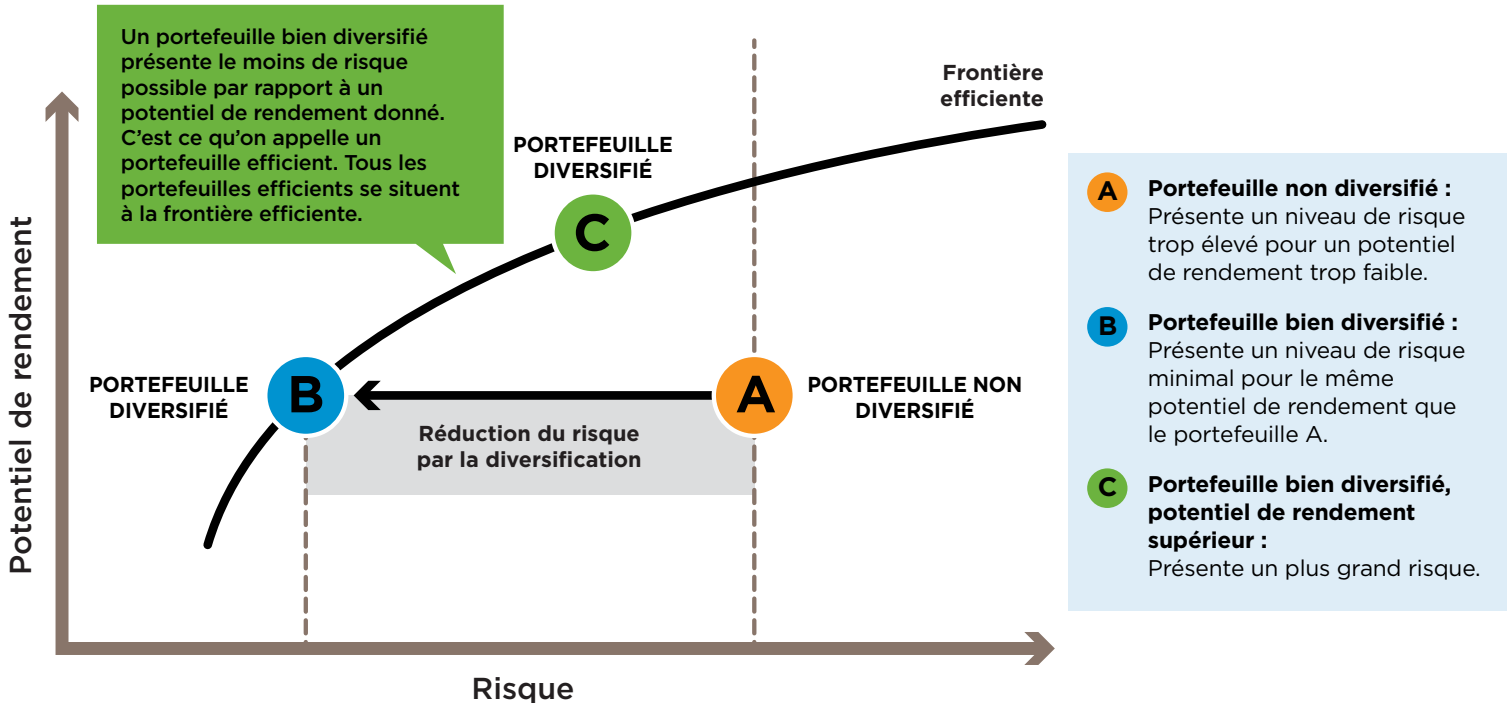 Un portefeuille bien diversifié
présente le moins de risque
possible par rapport à un
potentiel de rendement donné.
C’est ce qu’on appelle un
portefeuille efficient. Tous les
portefeuilles efficients se situent
à la frontière efficiente.
Frontière
efficiente
PORTEFEUILLE
DIVERSIFIÉ
C
Potentiel de rendement
PORTEFEUILLE
DIVERSIFIÉ
B
A
PORTEFEUILLE NON
DIVERSIFIÉ
Réduction du risque
par la diversification
Risque
A
Portefeuille non diversifié :
Présente un niveau de risque
trop élevé pour un potentiel
de rendement trop faible.
B
Portefeuille bien diversifié :
Présente un niveau de risque
minimal pour le même
potentiel de rendement que
le portefeuille A.
C
Portefeuille bien diversifié,
potentiel de rendement
supérieur :
Présente un plus grand risque.